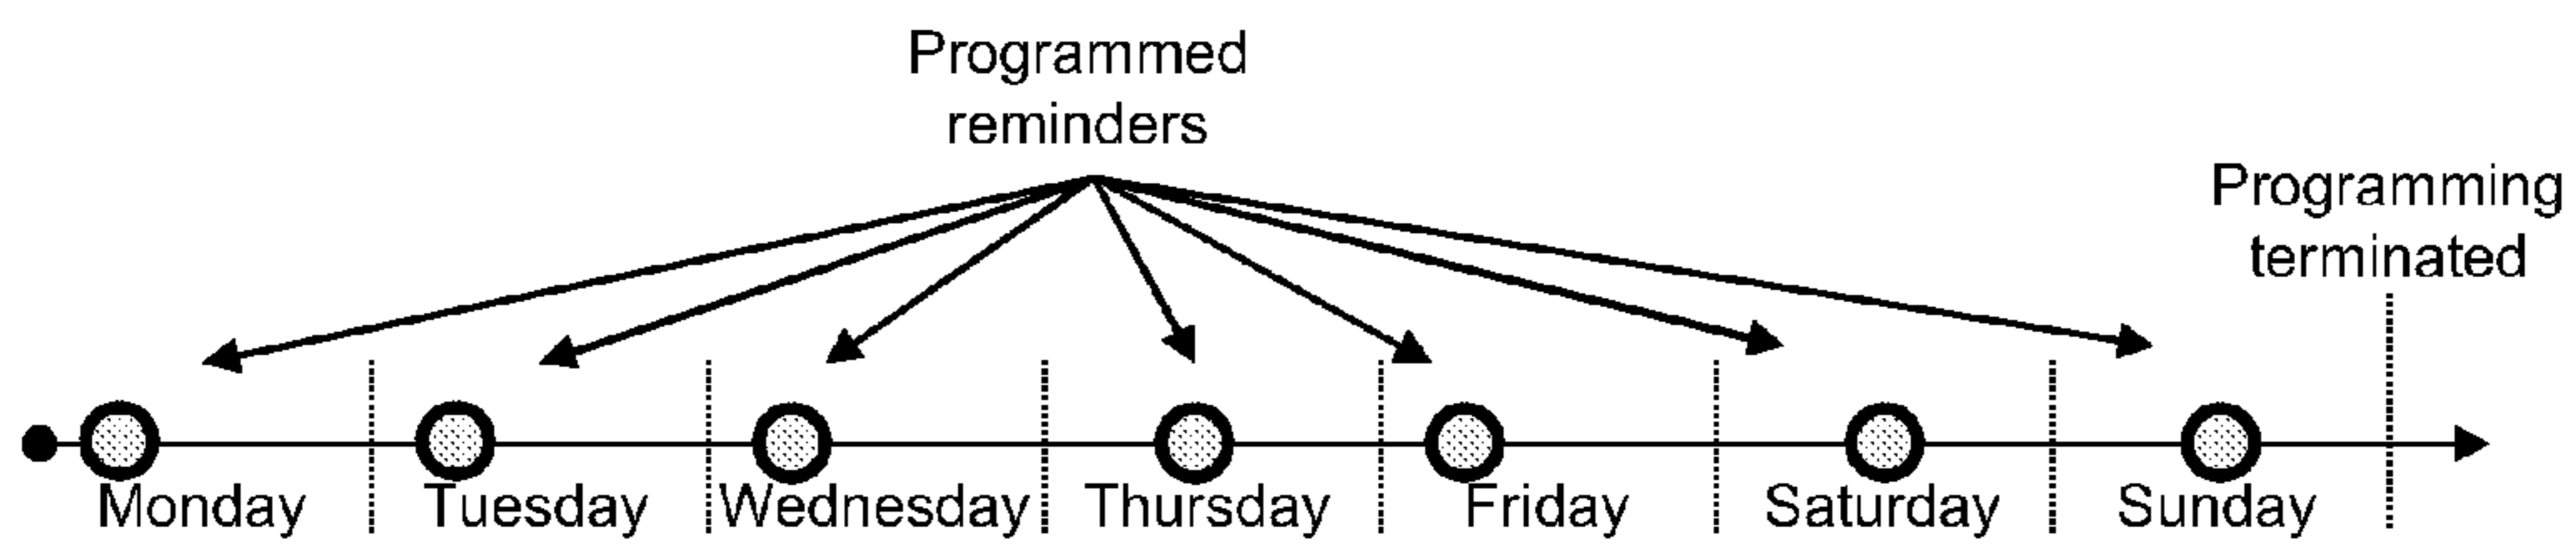 Programmed
reminders
Programming
terminated
Monday Tuesday Wednesday Thursday Friday Saturday Sunday